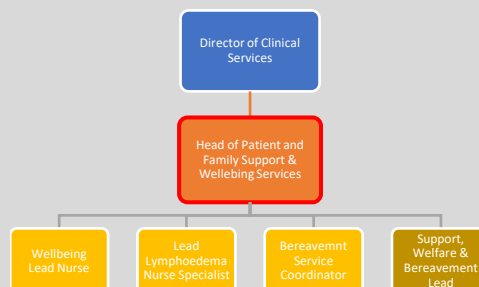 Director of Clinical
Services
Head of Patient and
Family Support &
Wellebing Services
Wellbeing
Lead Nurse
Lead
Lymphoedema
Nurse Specialist
Bereavemnt
Service
Coordinator
Support,
Welfare &
Bereavement
Lead